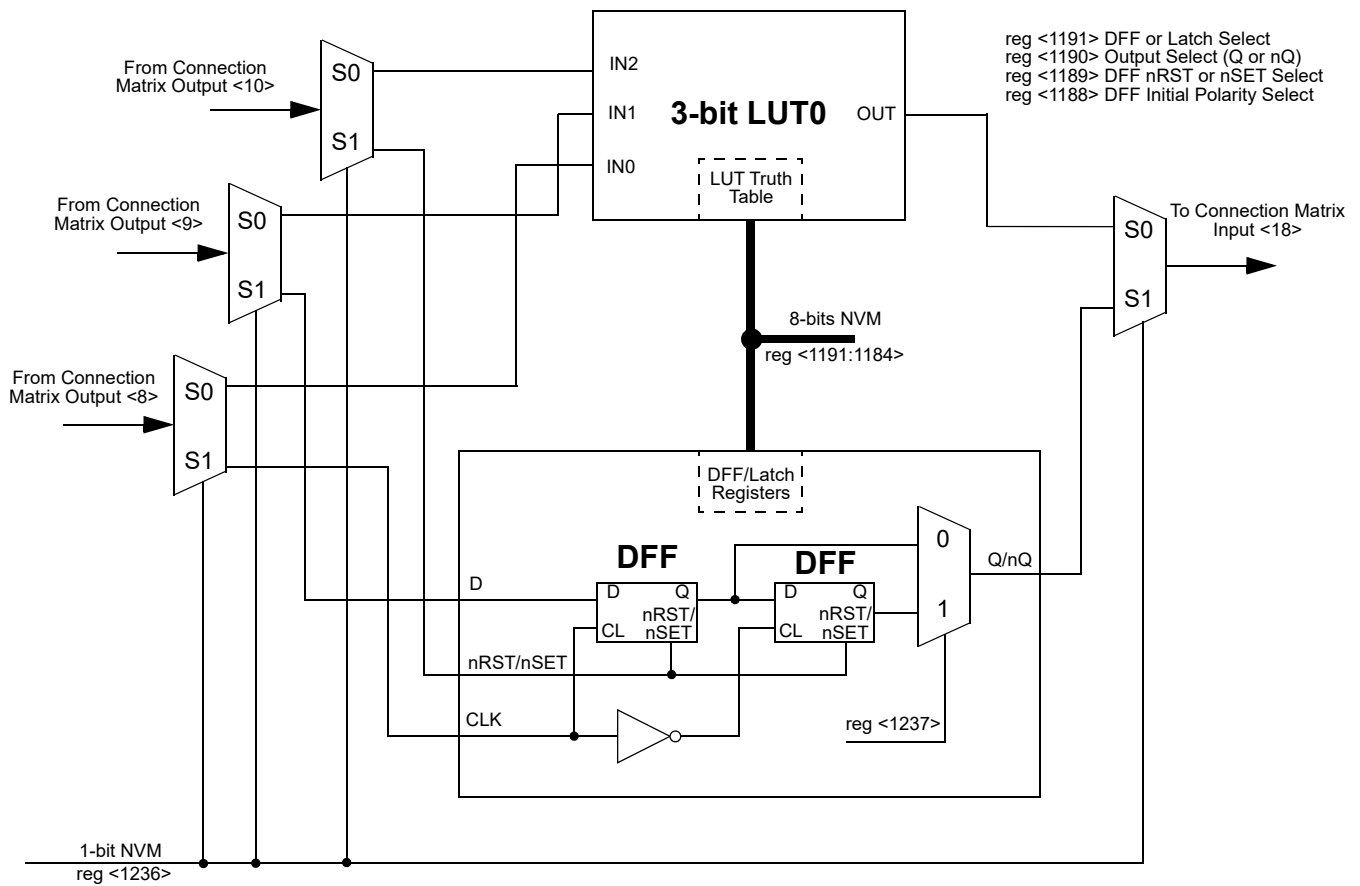 From Connection
Matrix Output <10>
S0
S1
From Connection
Matrix Output <9>
S0
S1
From Connection
Matrix Output <8>
S0
S1
IN2
IN1
IN0
3-bit LUT0
OUT
LUT Truth
Table
reg <1191> DFF or Latch Select
reg <1190> Output Select (Q or nQ)
reg <1189> DFF nRST or nSET Select
reg <1188> DFF Initial Polarity Select
S0
S1
To Connection Matrix
Input <18>
8-bits NVM
reg <1191:1184>
DFF/Latch
Registers
D
nRST/nSET
CLK
DFF
D
Q
nRST/
nSET
CL
DFF
D
Q
nRST/
nSET
CL
0
1
Q/nQ
reg <1237>
1-bit NVM
reg <1236>